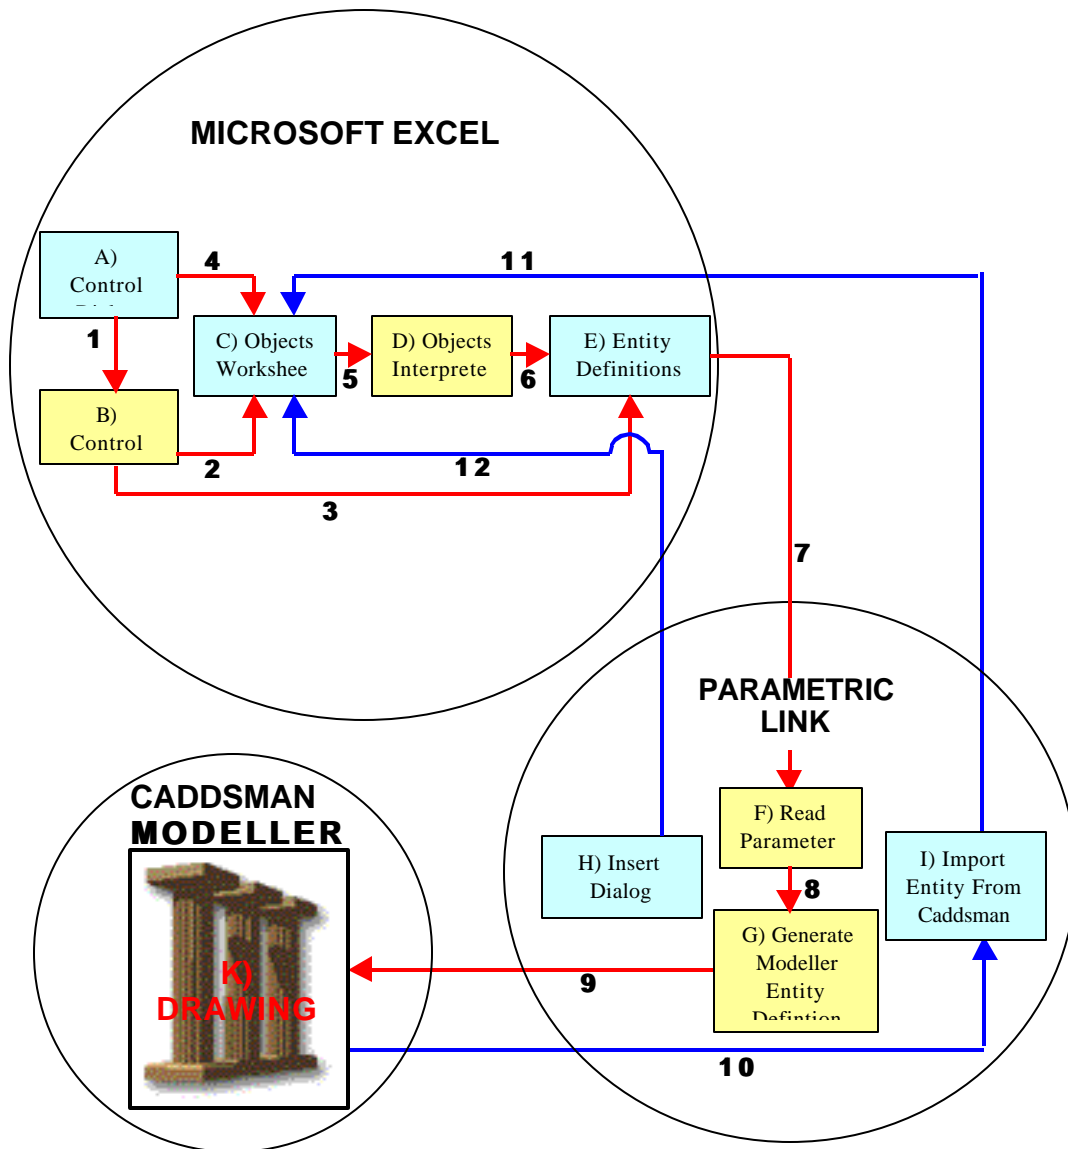 MICROSOFT EXCEL
A)
Control
4
11
1
C) Objects
Workshee
5
D) Objects
Interprete
6
E) Entity
Definitions
B)
Control
2
12
3
7
PARAMETRIC
LINK
CADDSMAN
MODELLER
F) Read
Parameter
H) Insert
Dialog
I) Import
Entity From
Caddsman
8
G) Generate
Modeller
Entity
Defintion
K)
DRAWING
9
10